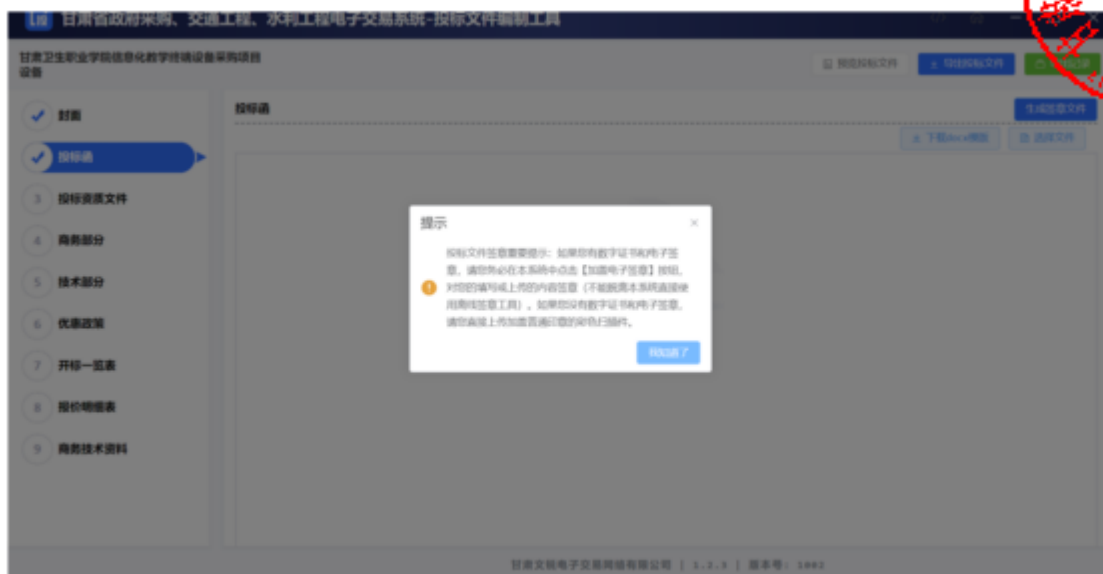 甘肃省政府采购、交通工程、水利工程电子交易系统-投标文件编制工具
甘肃卫生职业学院信息化教学终端设备采购项目
设备
预览投标文件
导出投标文件
封面
投标函
3 投标资质文件
4 商务部分
5 技术部分
6 优惠政策
7 开标一览表
8 报价明细表
9 商务技术资料
投标函
生成签章文件
下载docx模版
选择文件
提示
投标文件签章重要提示：如果您有数字证书和电子签
章，请您务必在本系统中点击【加盖电子签章】按钮，
对您的填写或上传的内容签章（不能脱离本系统直接使
用离线签章工具）。如果您没有数字证书和电子签章，
请您直接上传加盖普通印章的彩色扫描件。
我知道了
甘肃文锐电子交易网络有限公司 | 1.2.3 | 版本号: 1002